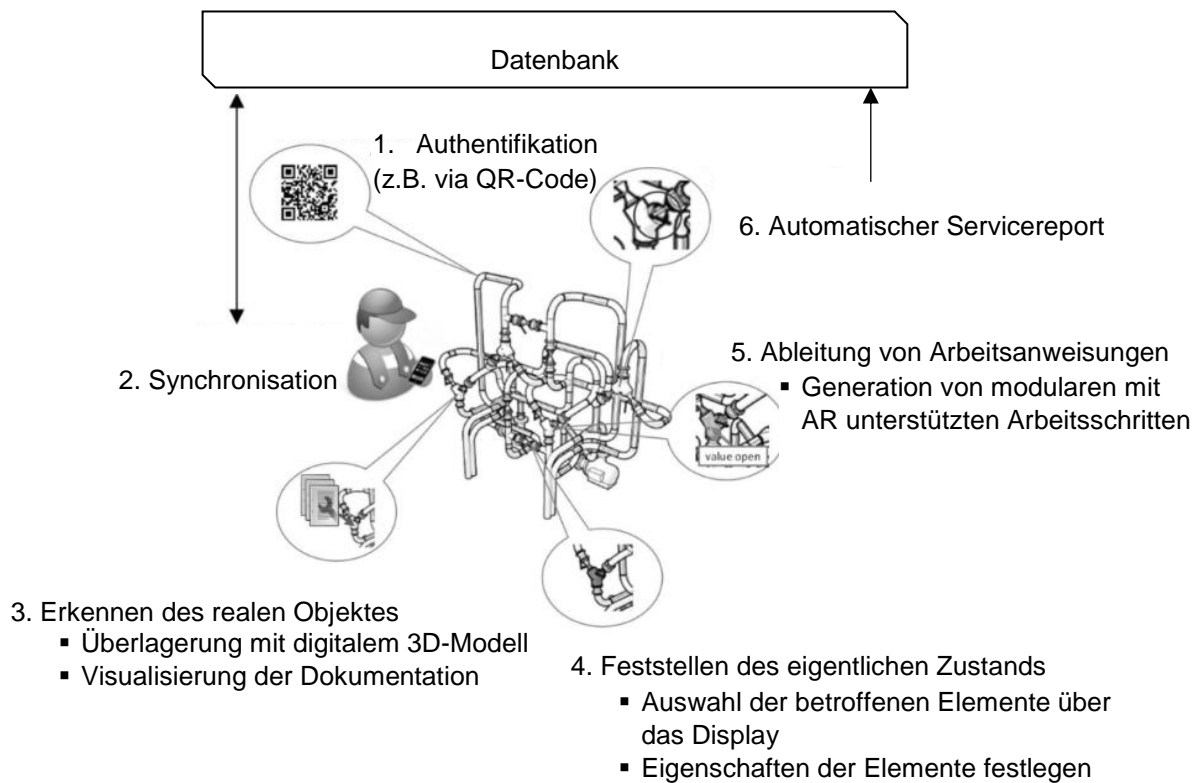 Datenbank
1. Authentifikation
(z.B. via QR-Code)
6. Automatischer Servicereport
2. Synchronisation
5. Ableitung von Arbeitsanweisungen
▪ Generation von modularen mit
AR unterstützten Arbeitsschritten
value open
3. Erkennen des realen Objektes
▪ Überlagerung mit digitalem 3D-Modell
▪ Visualisierung der Dokumentation
4. Feststellen des eigentlichen Zustands
▪ Auswahl der betroffenen Elemente über
das Display
▪ Eigenschaften der Elemente festlegen